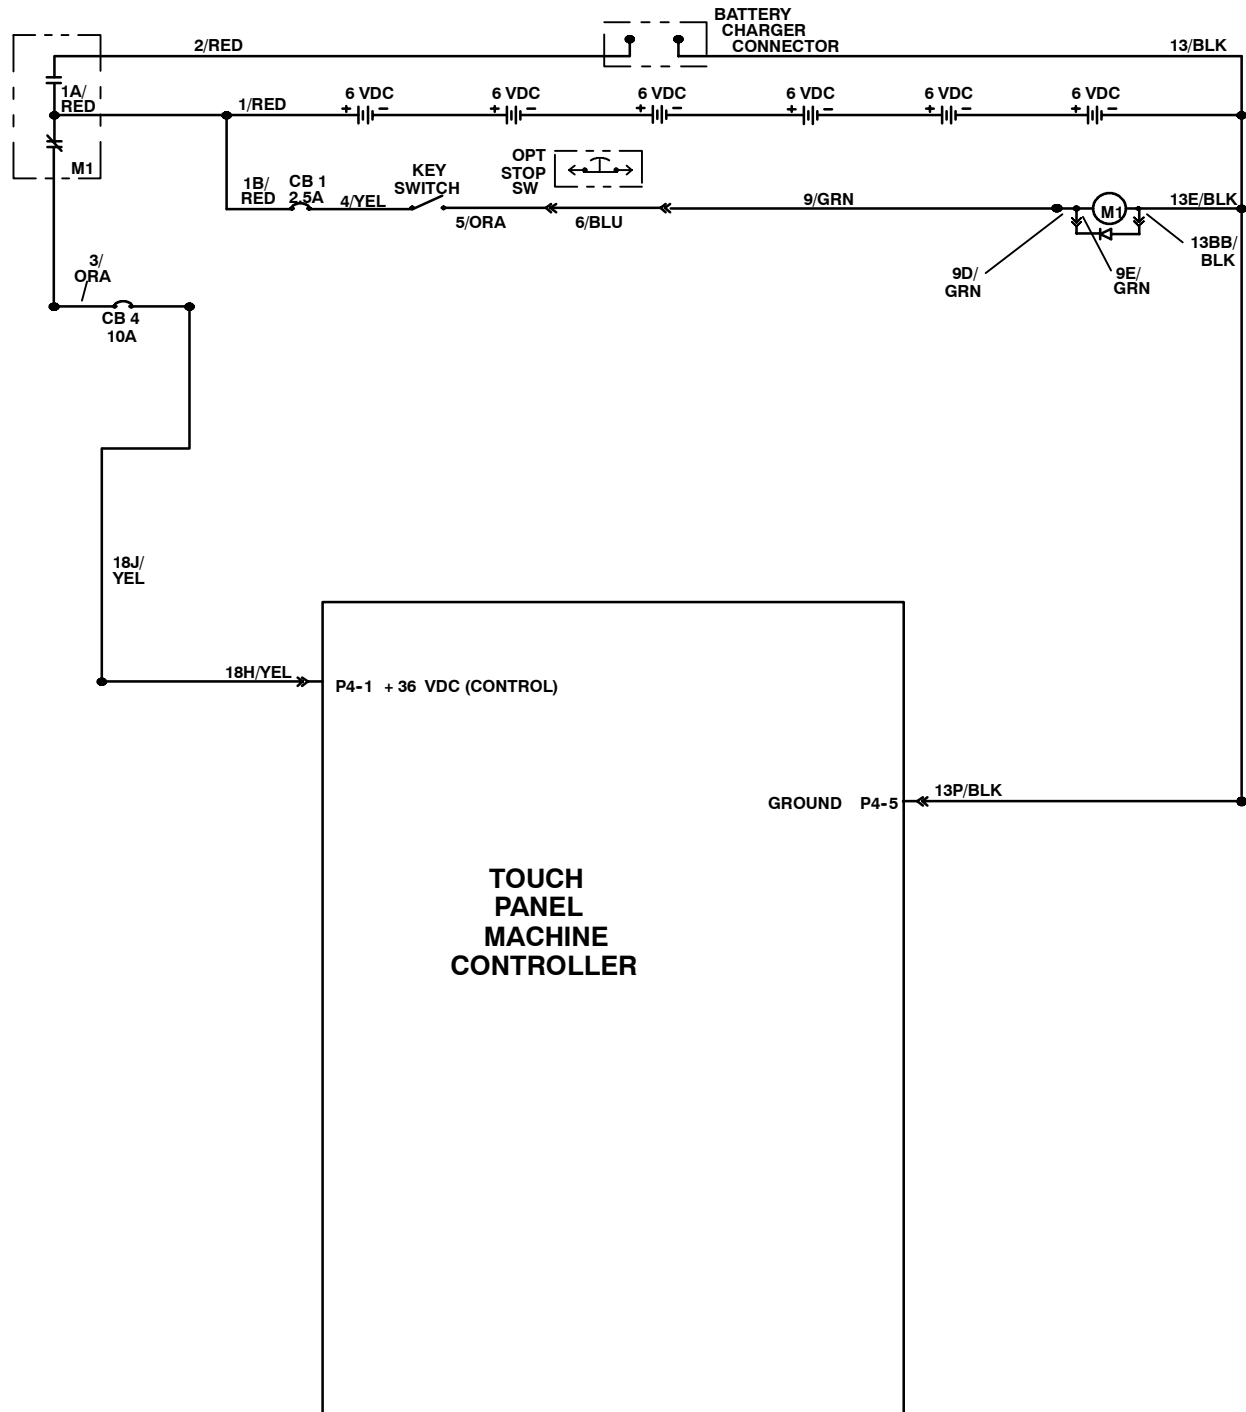 BATTERY
CHARGER
CONNECTOR
2/RED
13/BLK
1A/
RED
1/RED
6 VDC
6 VDC
6 VDC
6 VDC
6 VDC
6 VDC
+ -
+ -
+ -
+ -
+ -
+ -
M1
1B/
RED
CB 1
2.5A
4/YEL
KEY
SWITCH
5/ORA
OPT
STOP
SW
6/BLU
9/GRN
M1
13E/BLK
13BB/
BLK
9D/
GRN
9E/
GRN
3/
ORA
CB 4
10A
18J/
YEL
18H/YEL
P4-1 + 36 VDC (CONTROL)
GROUND P4-5
13P/BLK
TOUCH
PANEL
MACHINE
CONTROLLER